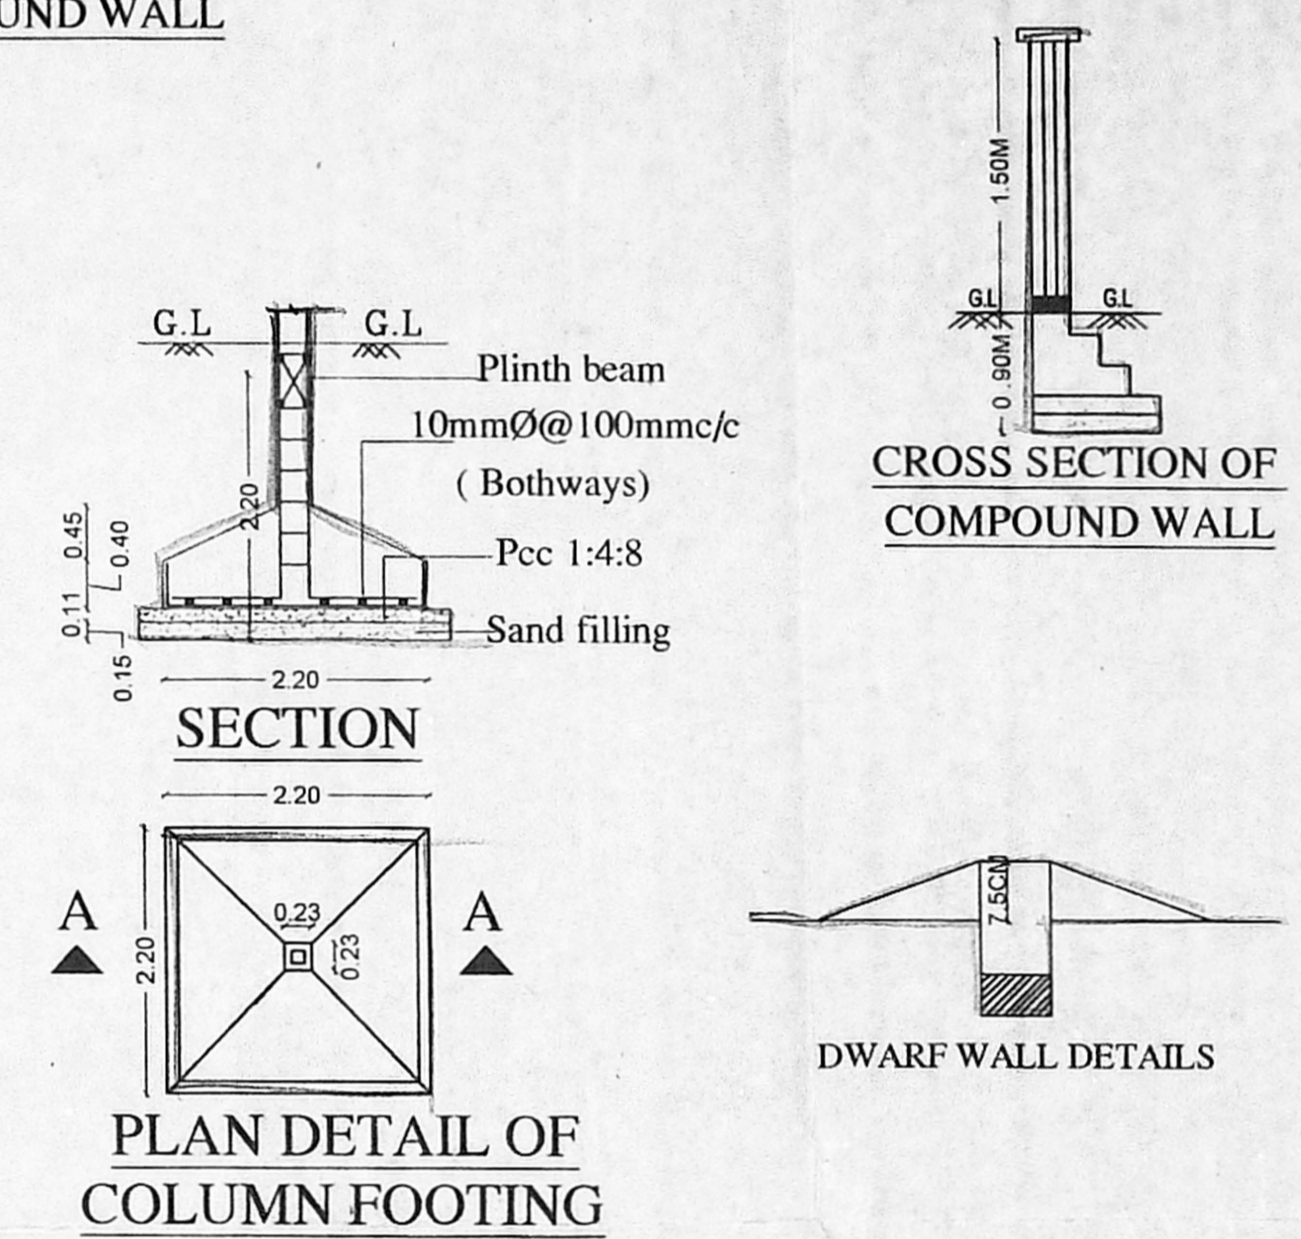 UND WALL
G.L G.L
Plinth beam
10mmØ@100mmc/c
( Bothways)
Pcc 1:4:8
Sand filling
2.20
0.45
0.40
0.11
0.15
2.20
SECTION
2.20
A A
2.20
0.23
0.23
PLAN DETAIL OF
COLUMN FOOTING
1.50M
G.L G.L
0.90M
CROSS SECTION OF
COMPOUND WALL
7.5CM
DWARF WALL DETAILS